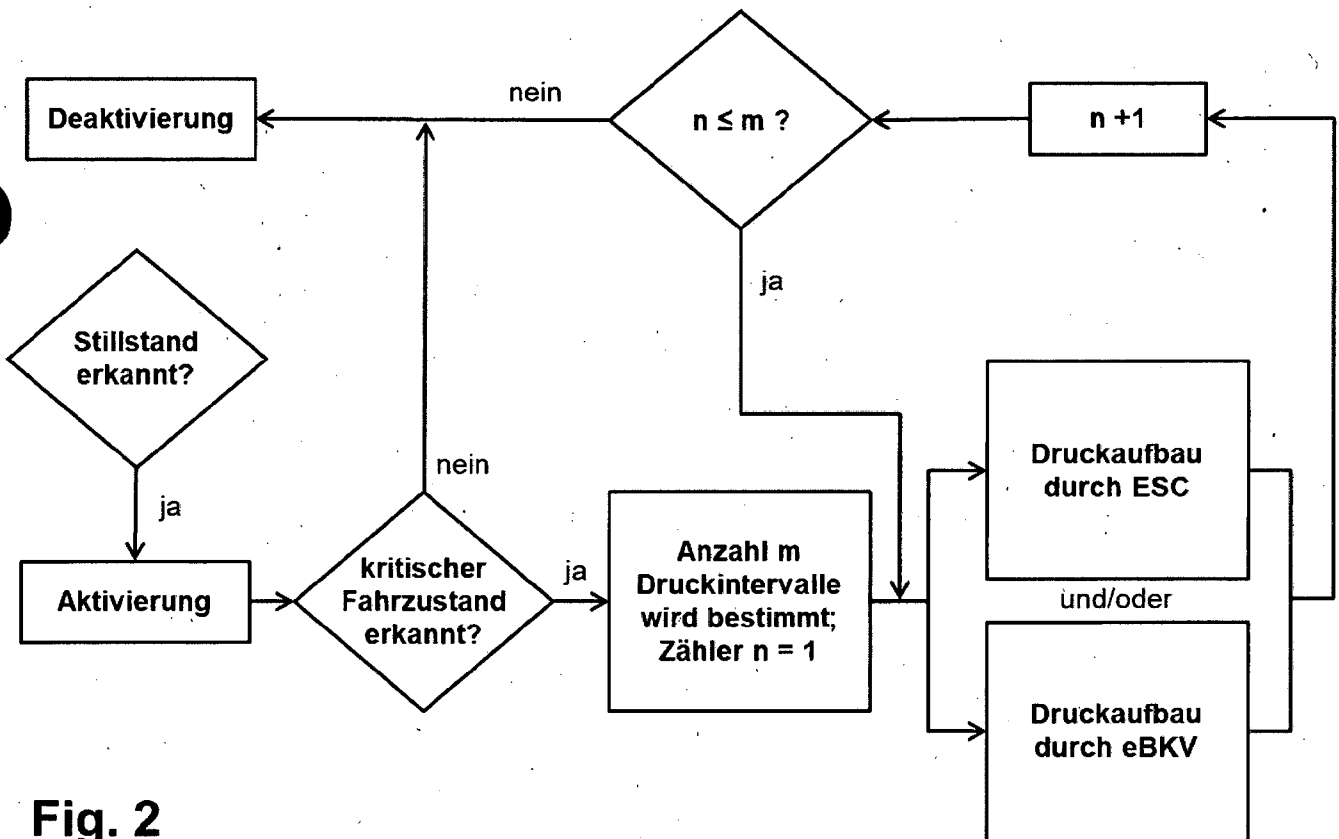 nein
Deaktivierung
n ≤ m ?
n +1
ja
Stillstand
erkannt?
ja
Aktivierung
nein
kritischer
Fahrzustand
erkannt?
ja
Anzahl m
Druckintervalle
wird bestimmt;
Zähler n = 1
Druckaufbau
durch ESC
und/oder
Druckaufbau
durch eBKV
Fig. 2